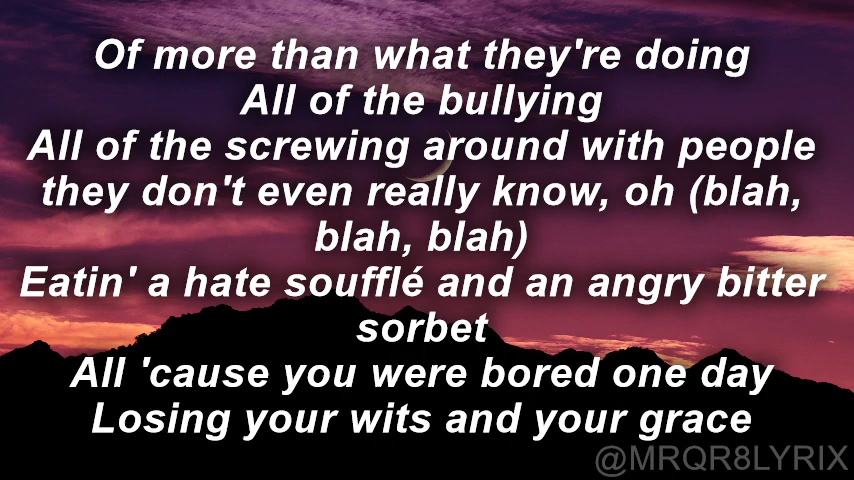 Of more than what they're doing
All of the bullying
All of the screwing around with people
they don't even really know, oh (blah,
blah, blah)
Eatin' a hate soufflé and an angry bitter
sorbet
All 'cause you were bored one day
Losing your wits and your grace
@MRQR8LYRIX